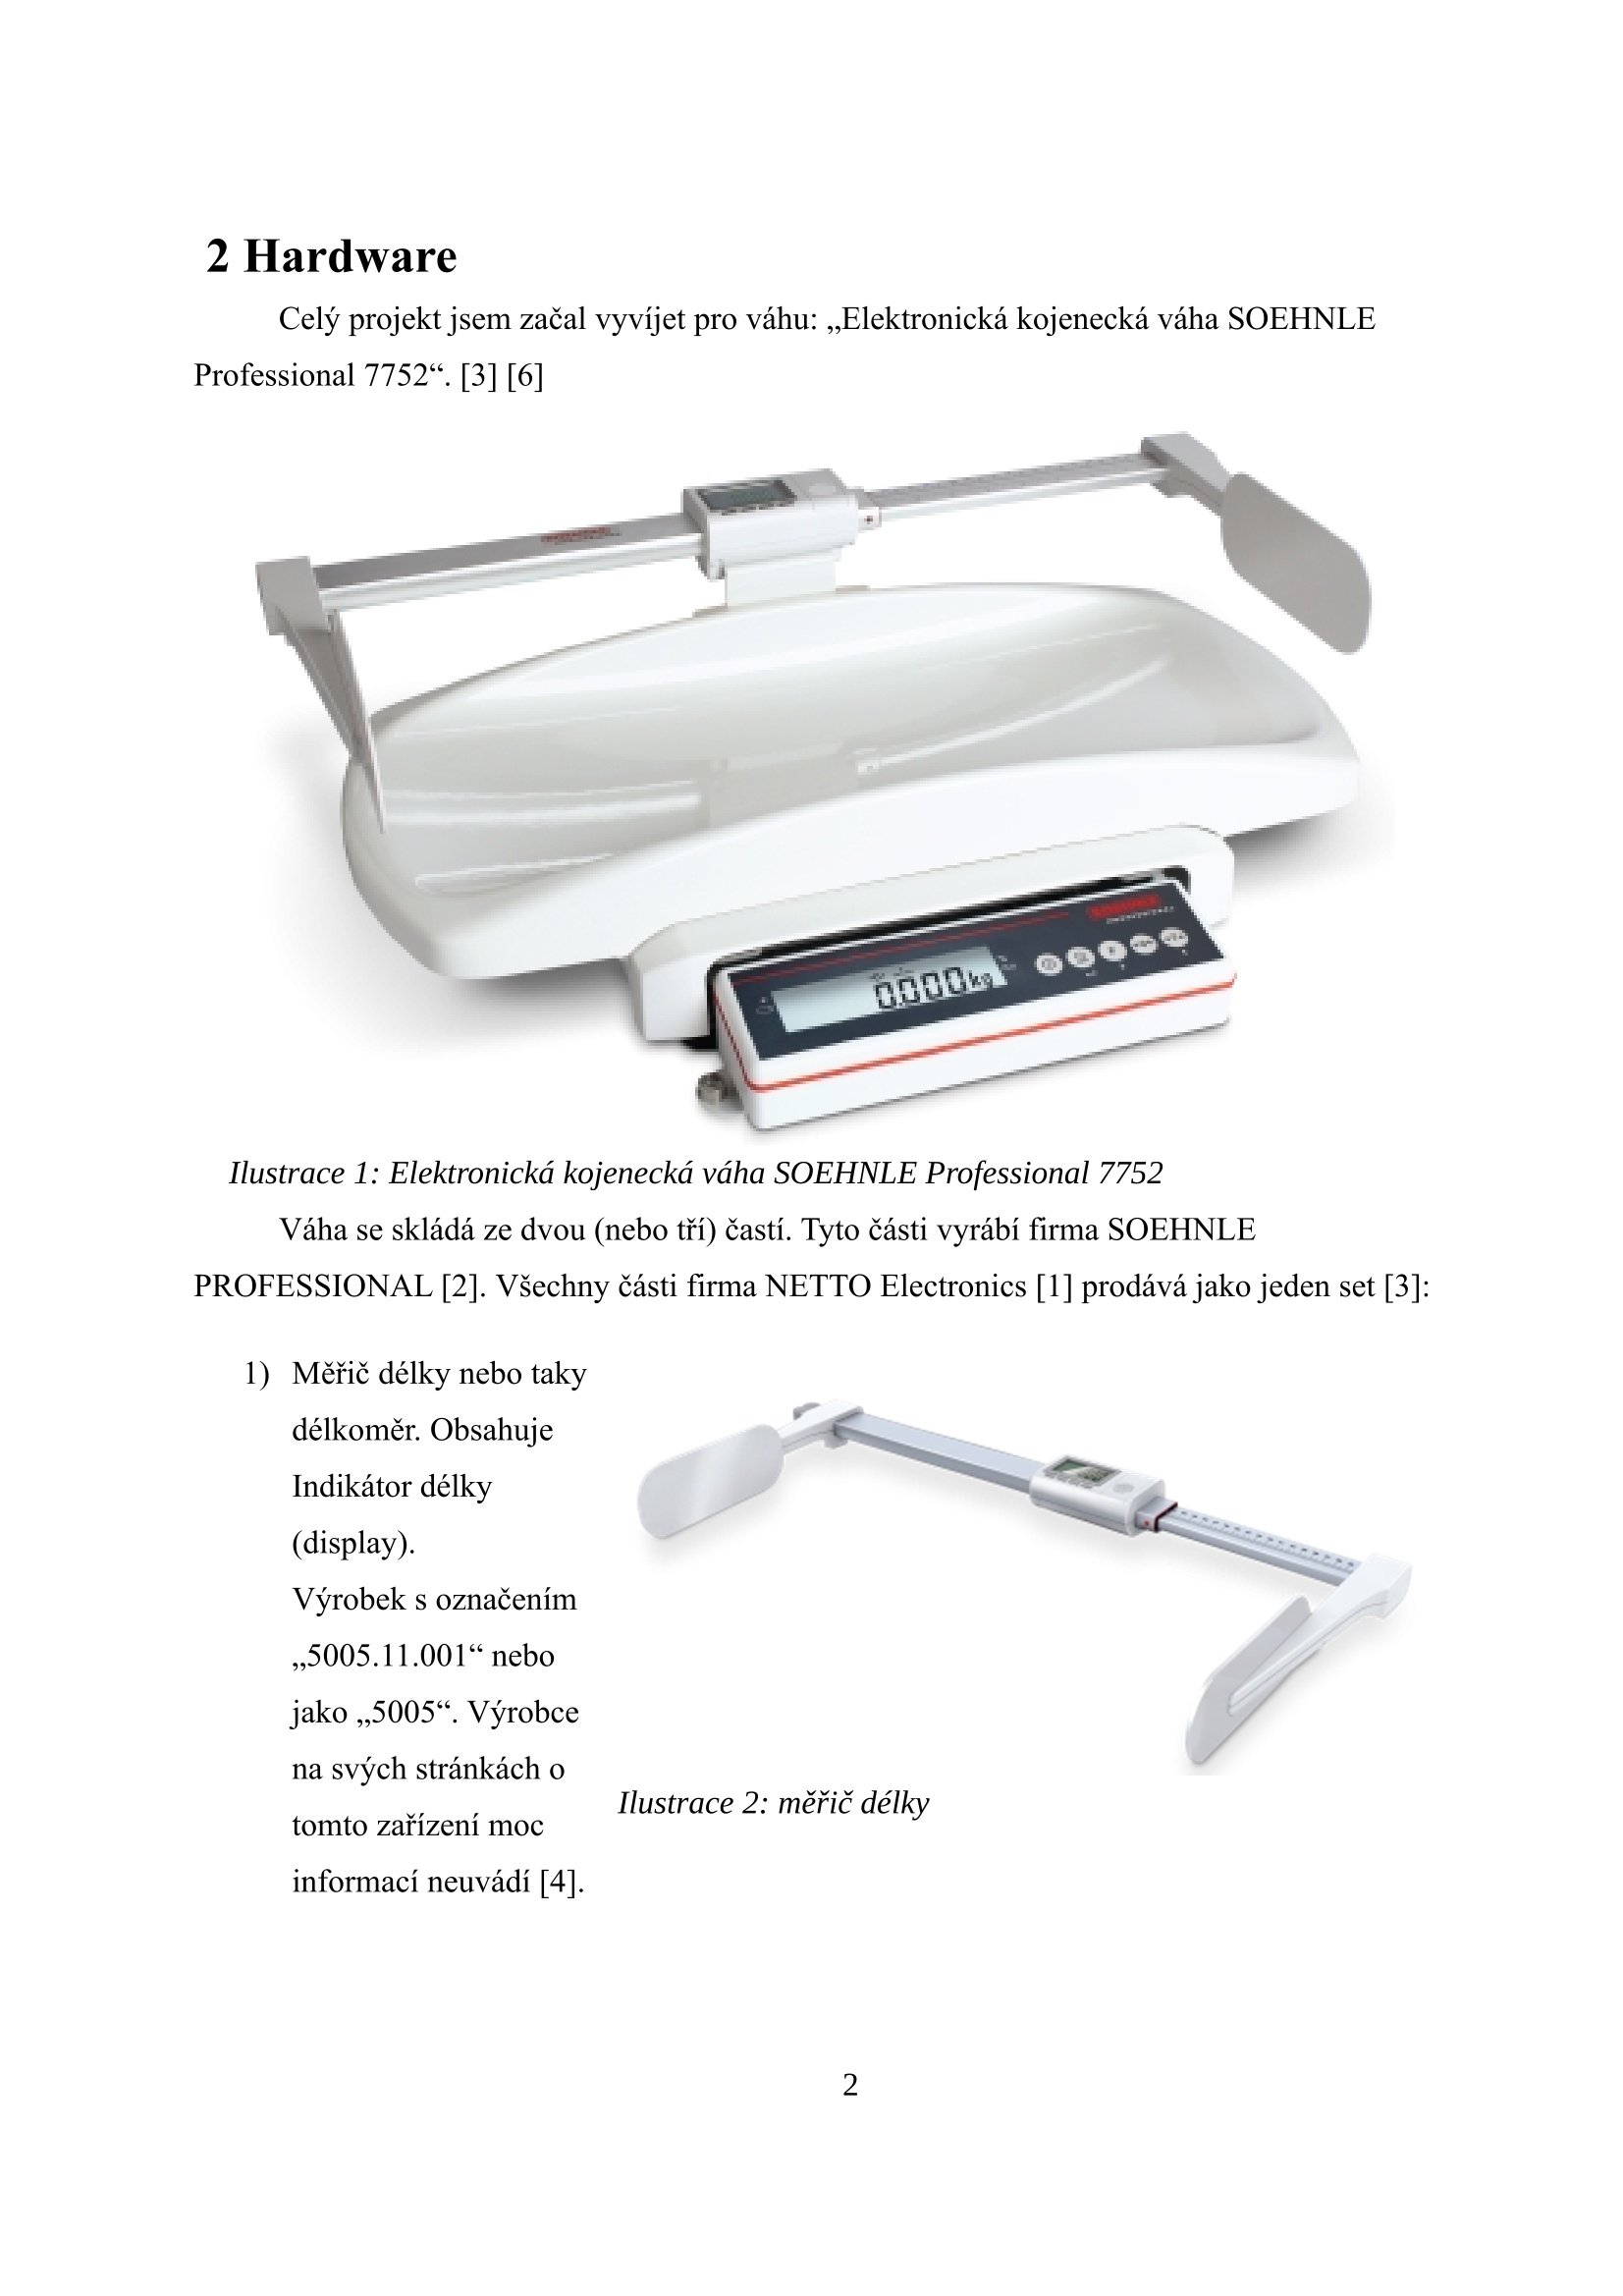 2 Hardware
Celý projekt jsem začal vyvíjet pro váhu: „Elektronická kojenecká váha SOEHNLE
Professional 7752“. [3] [6]
0.000kg
Ilustrace 1: Elektronická kojenecká váha SOEHNLE Professional 7752
Váha se skládá ze dvou (nebo tří) častí. Tyto části vyrábí firma SOEHNLE
PROFESSIONAL [2]. Všechny části firma NETTO Electronics [1] prodává jako jeden set [3]:
1) Měřič délky nebo taky
délkoměr. Obsahuje
Indikátor délky
(display).
Výrobek s označením
„5005.11.001“ nebo
jako „5005“. Výrobce
na svých stránkách o
tomto zařízení moc
informací neuvádí [4].
Ilustrace 2: měřič délky
2